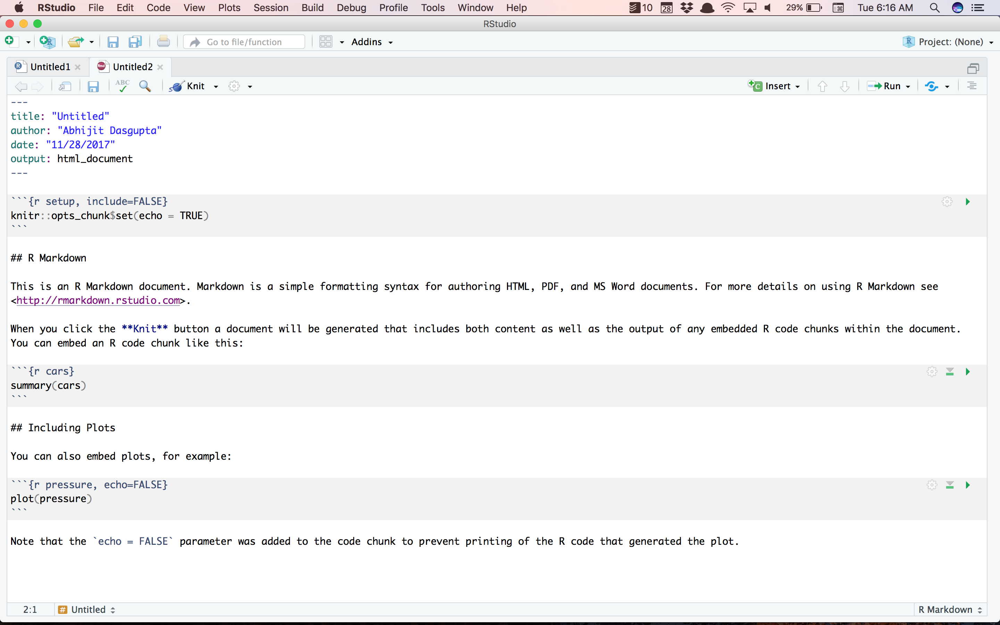 RStudio File Edit Code View Plots Session Build Debug Profile Tools Window Help 10 28 29% Tue 6:16 AM
RStudio
R Go to file/function Addins R Project: (None)
R Untitled1 Rmd Untitled2
ABC Knit C Insert Run
---
title: "Untitled"
author: "Abhijit Dasgupta"
date: "11/28/2017"
output: html_document
---
```{r setup, include=FALSE}
knitr::opts_chunk$set(echo = TRUE)
```
## R Markdown
This is an R Markdown document. Markdown is a simple formatting syntax for authoring HTML, PDF, and MS Word documents. For more details on using R Markdown see
<http://rmarkdown.rstudio.com>.
When you click the **Knit** button a document will be generated that includes both content as well as the output of any embedded R code chunks within the document.
You can embed an R code chunk like this:
```{r cars}
summary(cars)
```
## Including Plots
You can also embed plots, for example:
```{r pressure, echo=FALSE}
plot(pressure)
```
Note that the `echo = FALSE` parameter was added to the code chunk to prevent printing of the R code that generated the plot.
2:1 # Untitled R Markdown